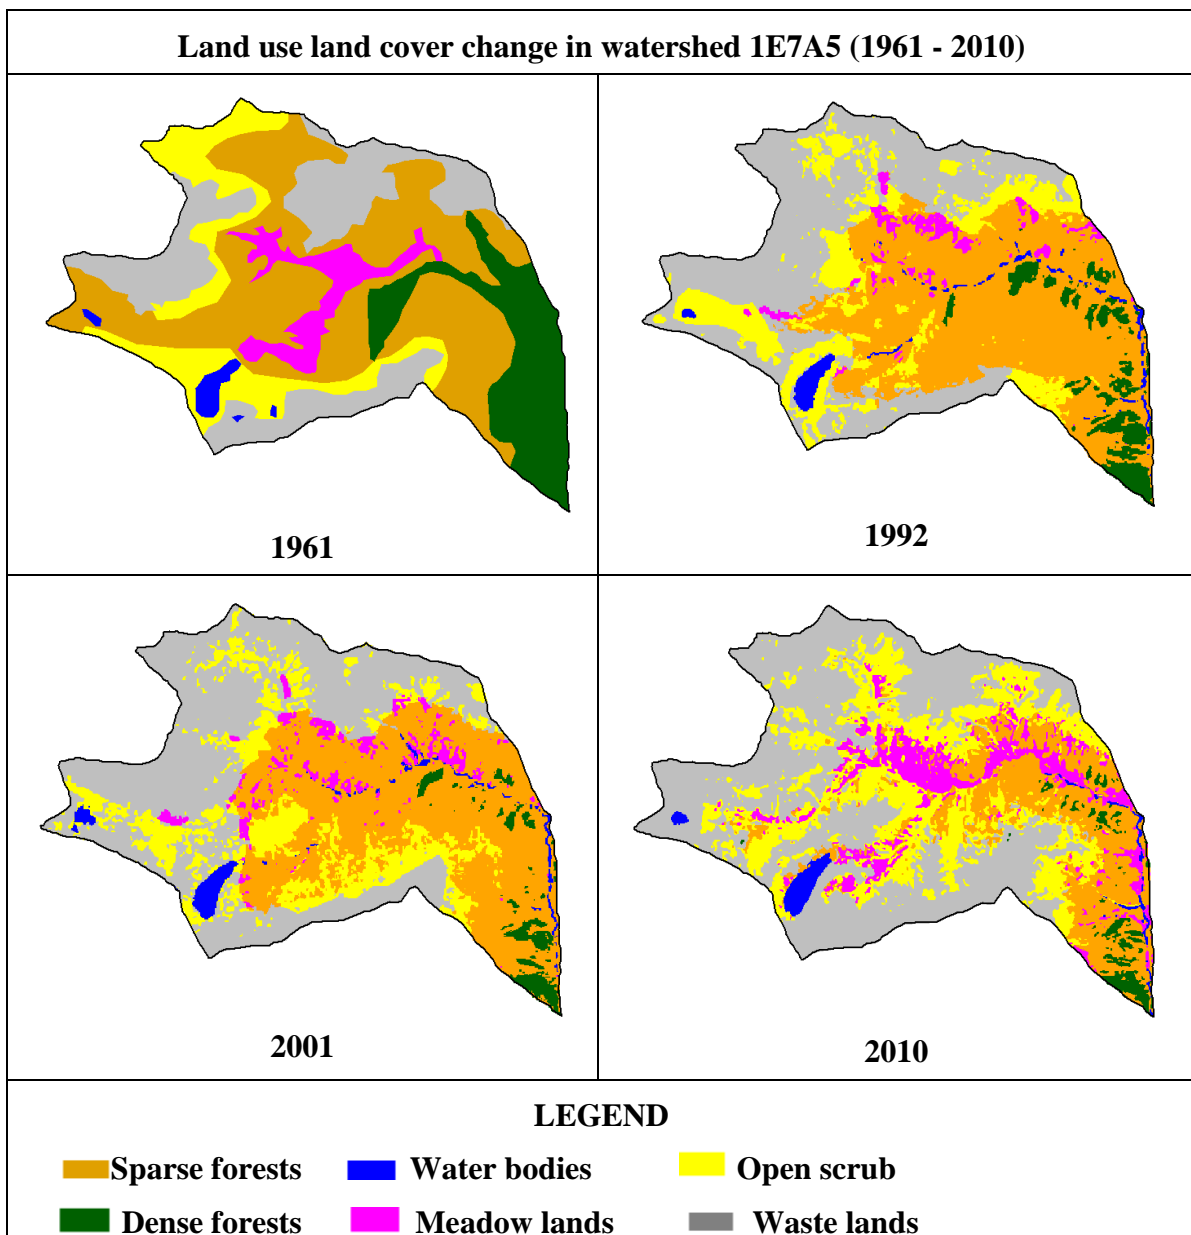 Land use land cover change in watershed 1E7A5 (1961 - 2010)
1961
1992
2001
2010
LEGEND
Sparse forests
Water bodies
Open scrub
Dense forests
Meadow lands
Waste lands